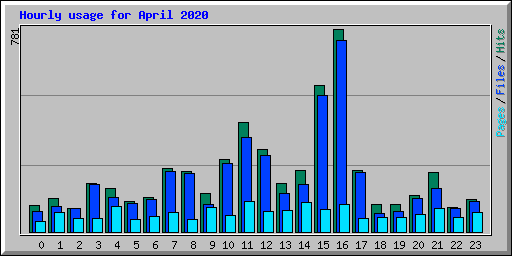 Hourly usage for April 2020
781
Pages/Files/Hits
0 1 2 3 4 5 6 7 8 9 10 11 12 13 14 15 16 17 18 19 20 21 22 23